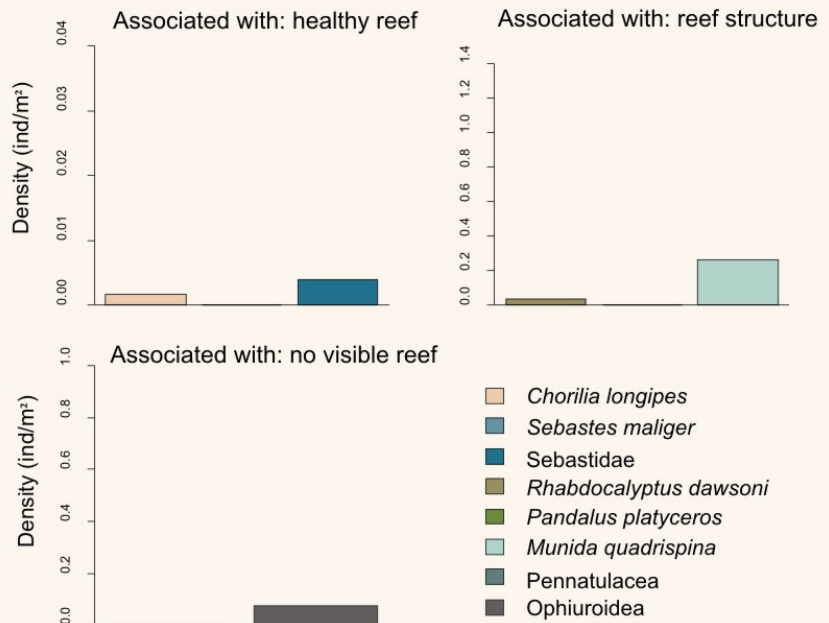 Associated with: healthy reef
Density (ind/m²)
0.04
0.03
0.02
0.01
0.00
Associated with: reef structure
1.4
1.2
1.0
0.8
0.6
0.4
0.2
0.0
Associated with: no visible reef
Density (ind/m²)
1.0
0.8
0.6
0.4
0.2
0.0
Chorilia longipes
Sebastes maliger
Sebastidae
Rhabdocalyptus dawsoni
Pandalus platyceros
Munida quadrispina
Pennatulacea
Ophiuroidea